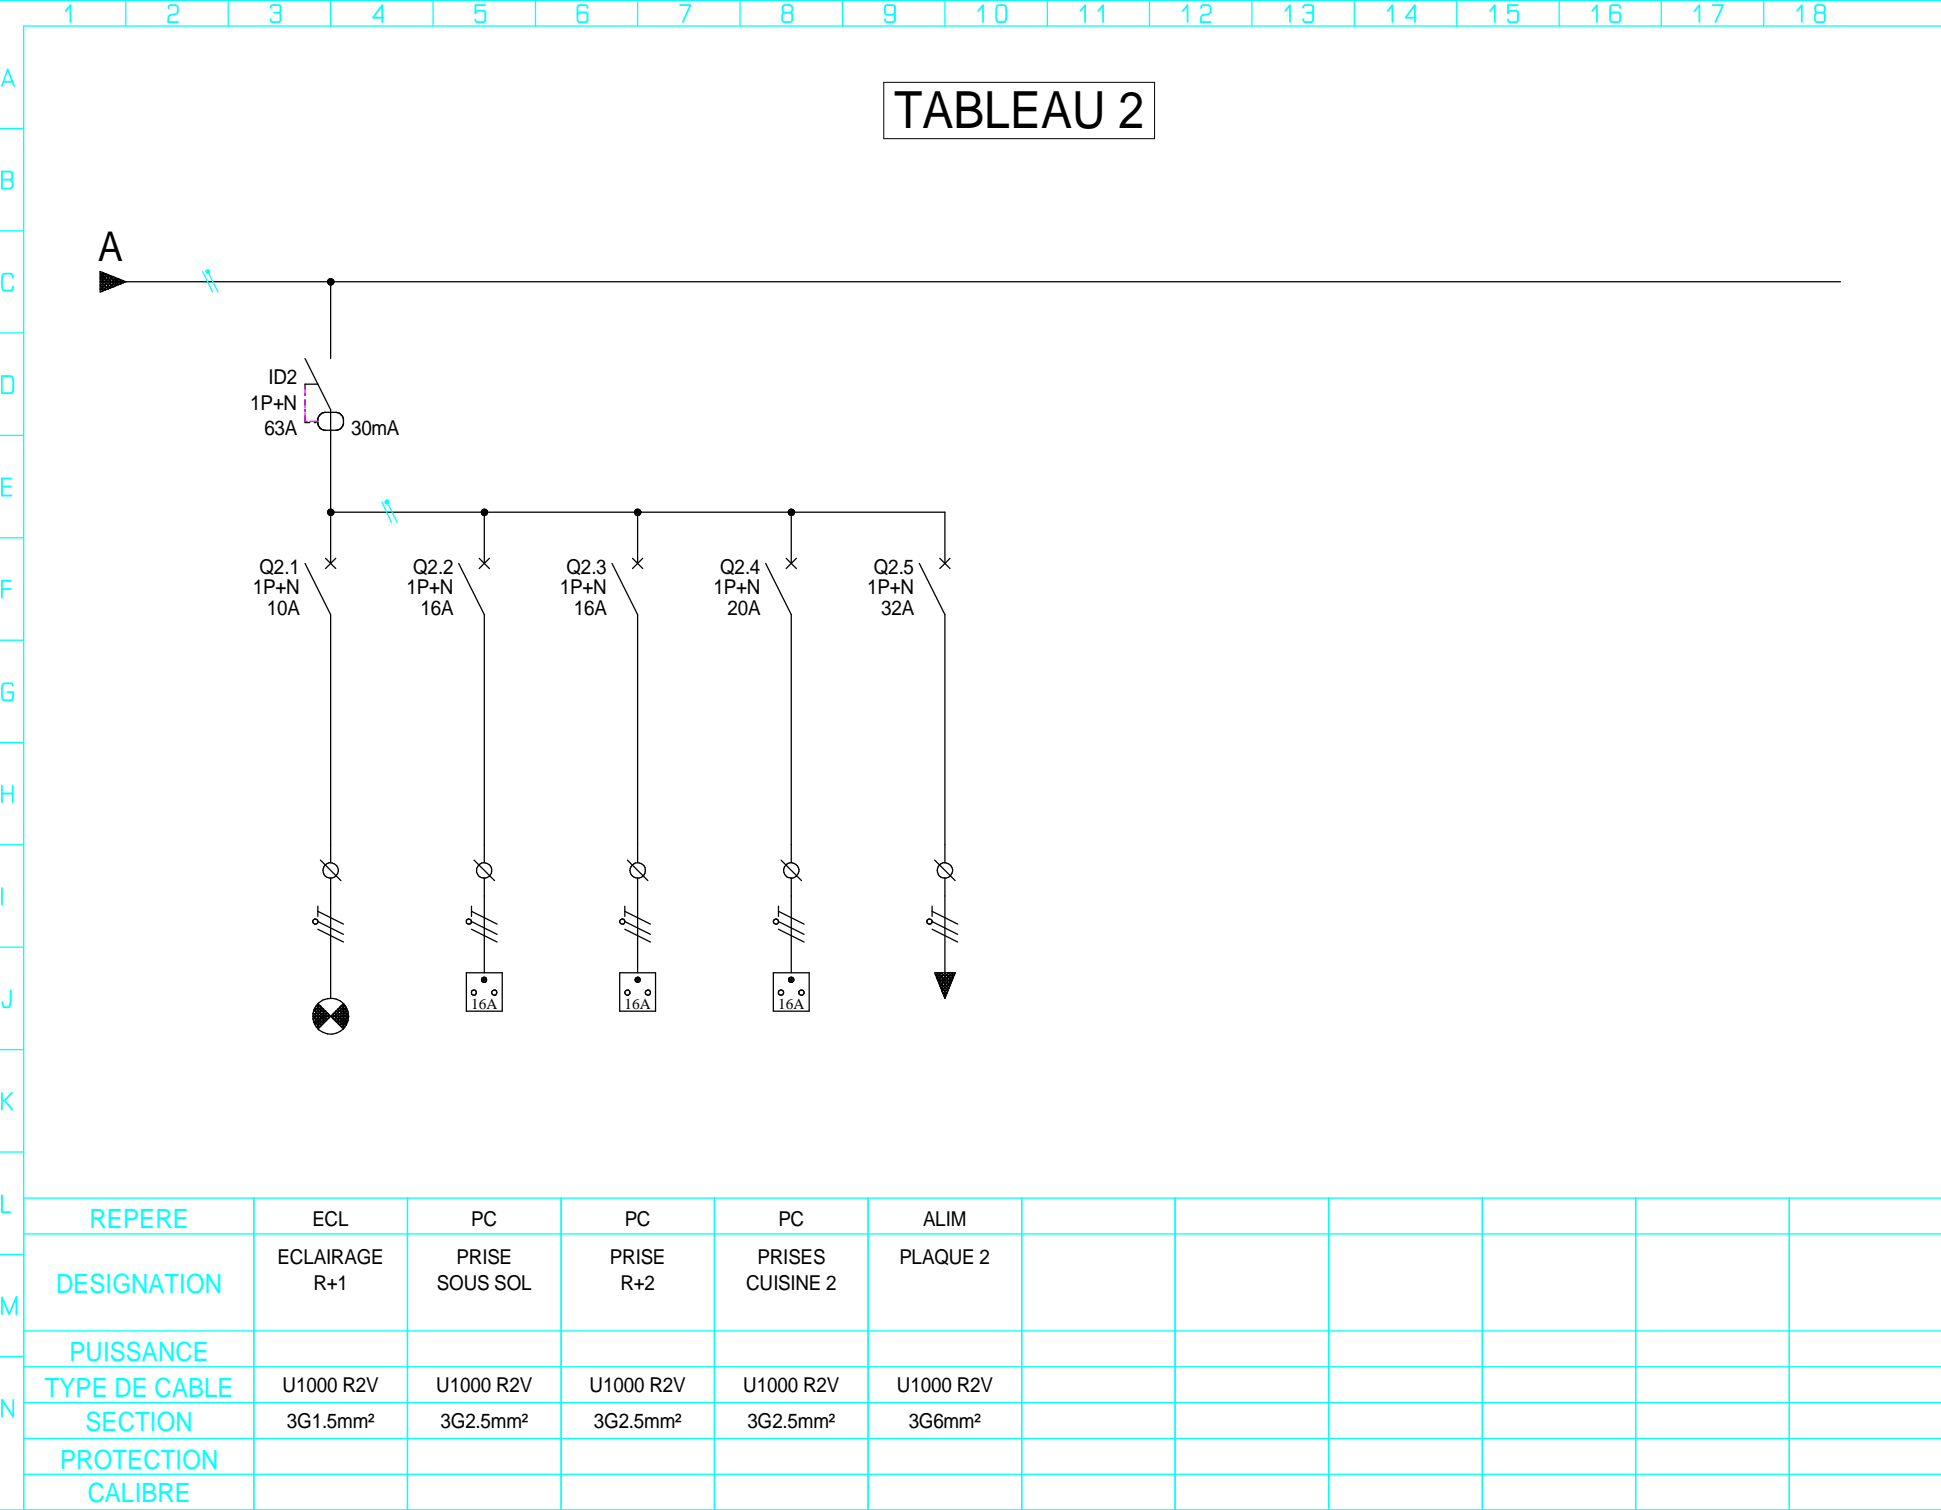 1 2 3 4 5 6 7 8 9 10 11 12 13 14 15 16 17 18
A
TABLEAU 2
B
A
C
D
ID2
1P+N
63A 30mA
E
F
Q2.1 Q2.2 Q2.3 Q2.4 Q2.5
1P+N 1P+N 1P+N 1P+N 1P+N
10A 16A 16A 20A 32A
G
H
I
J
16A 16A 16A
K
L
REPERE ECL PC PC PC ALIM
M
DESIGNATION
ECLAIRAGE
R+1
PRISE
SOUS SOL
PRISE
R+2
PRISES
CUISINE 2
PLAQUE 2
PUISSANCE
N
TYPE DE CABLE U1000 R2V U1000 R2V U1000 R2V U1000 R2V U1000 R2V
SECTION 3G1.5mm² 3G2.5mm² 3G2.5mm² 3G2.5mm² 3G6mm²
PROTECTION
CALIBRE